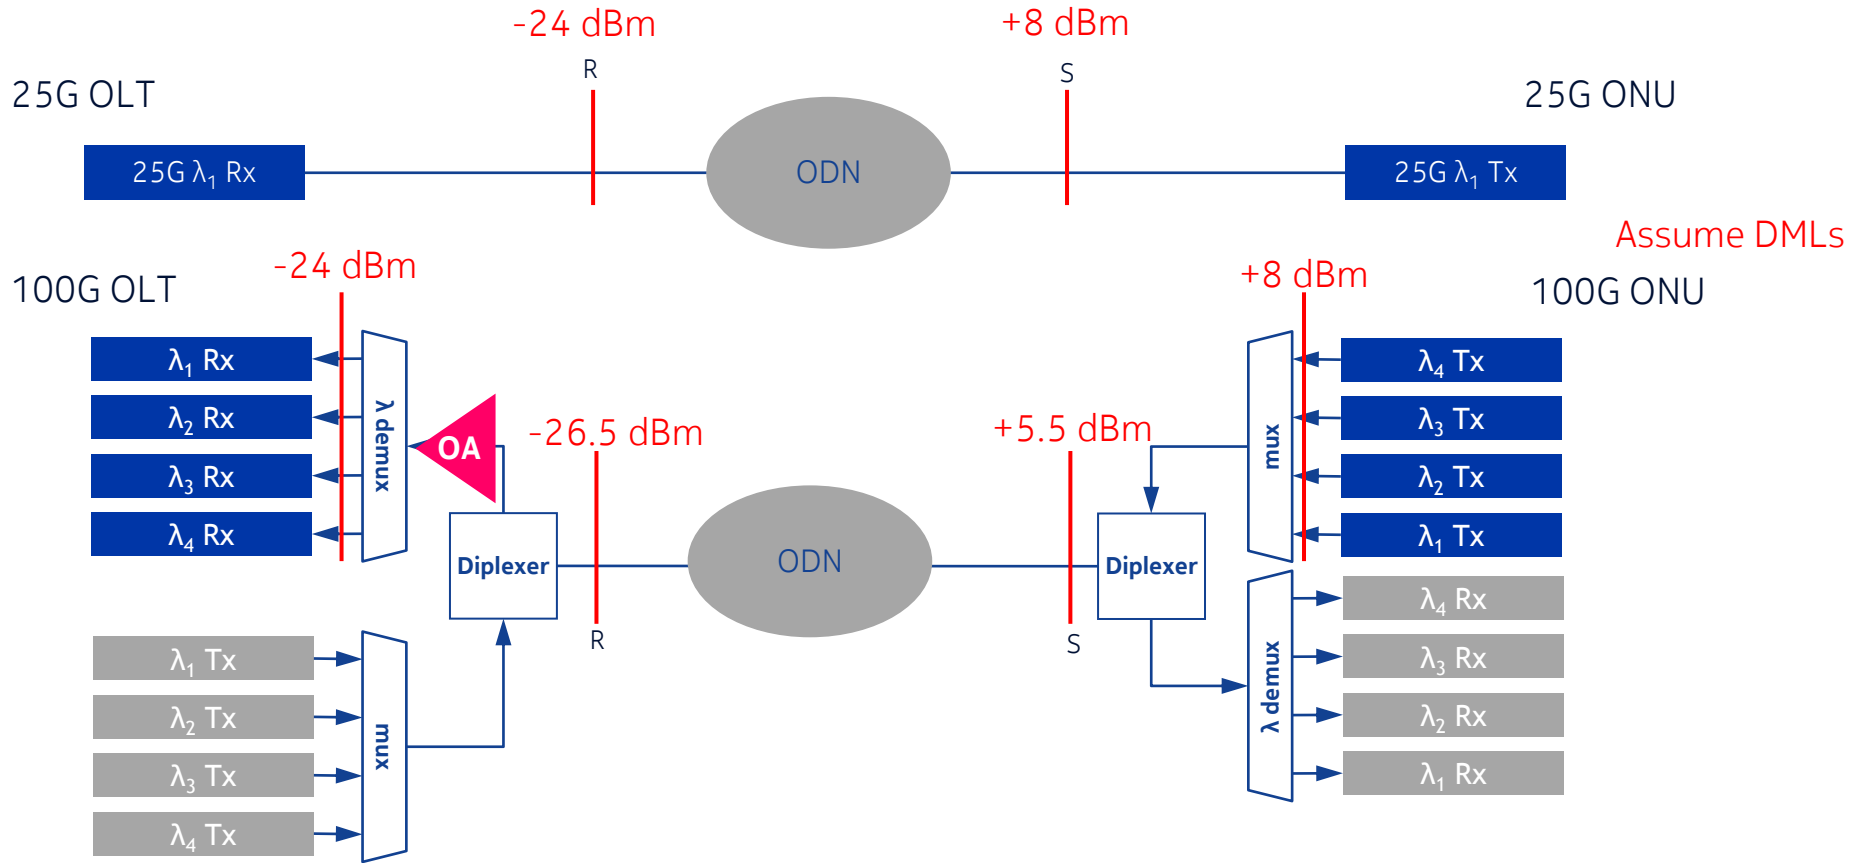 -24 dBm
+8 dBm
R
S
25G OLT
25G ONU
25G λ₁ Rx
ODN
25G λ₁ Tx
Assume DMLs
-24 dBm
+8 dBm
100G OLT
100G ONU
λ₁ Rx
λ₂ Rx
λ₃ Rx
λ₄ Rx
λ demux
OA
-26.5 dBm
+5.5 dBm
mux
λ₄ Tx
λ₃ Tx
λ₂ Tx
λ₁ Tx
Diplexer
ODN
Diplexer
R
S
λ₁ Tx
λ₂ Tx
λ₃ Tx
λ₄ Tx
mux
λ demux
λ₄ Rx
λ₃ Rx
λ₂ Rx
λ₁ Rx